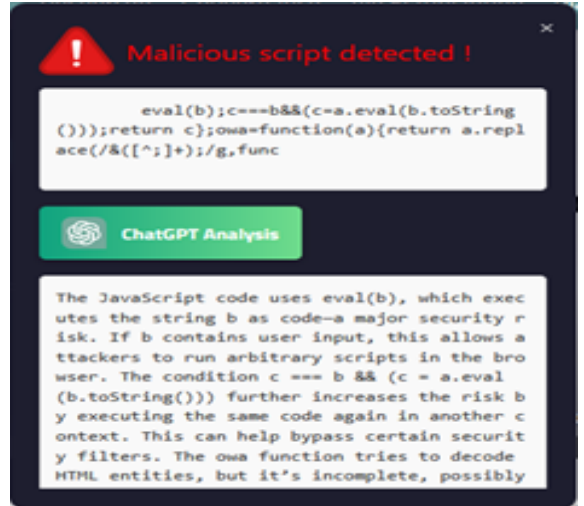 ×
Malicious script detected !
eval(b);c===b&&(c=a.eval(b.toString
()));return c};owa=function(a){return a.repl
ace(/&([^;]+);/g,func
ChatGPT Analysis
The JavaScript code uses eval(b), which exec
utes the string b as code—a major security r
isk. If b contains user input, this allows a
ttackers to run arbitrary scripts in the bro
wser. The condition c === b && (c = a.eval
(b.toString())) further increases the risk b
y executing the same code again in another c
ontext. This can help bypass certain securit
y filters. The owa function tries to decode
HTML entities, but it's incomplete, possibly